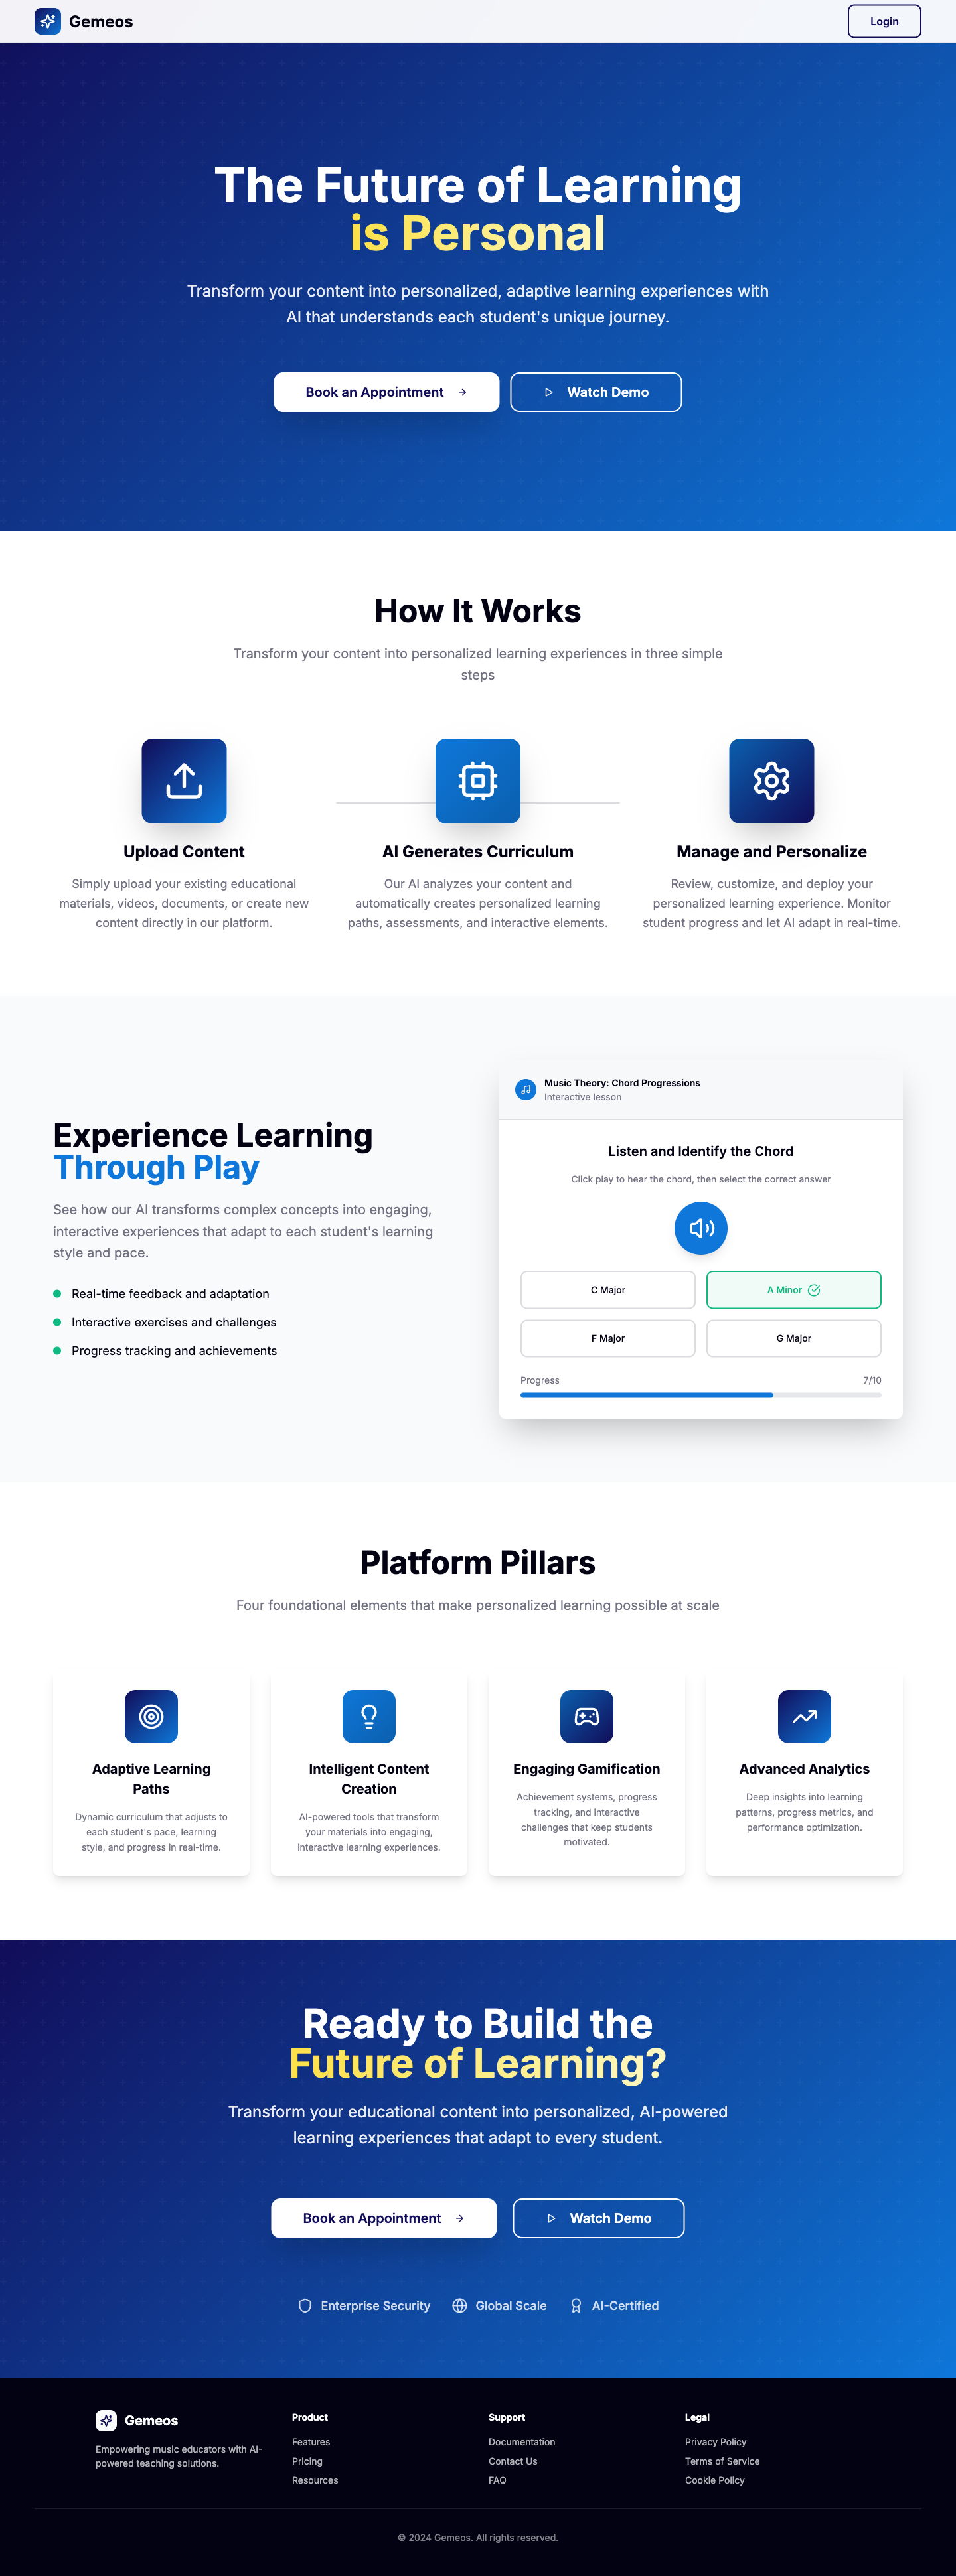 Gemeos
Login
The Future of Learning
is Personal
Transform your content into personalized, adaptive learning experiences with
AI that understands each student's unique journey.
Book an Appointment
Watch Demo
How It Works
Transform your content into personalized learning experiences in three simple
steps
Upload Content
Simply upload your existing educational
materials, videos, documents, or create new
content directly in our platform.
AI Generates Curriculum
Our AI analyzes your content and
automatically creates personalized learning
paths, assessments, and interactive elements.
Manage and Personalize
Review, customize, and deploy your
personalized learning experience. Monitor
student progress and let AI adapt in real-time.
Experience Learning
Through Play
See how our AI transforms complex concepts into engaging,
interactive experiences that adapt to each student's learning
style and pace.
Real-time feedback and adaptation
Interactive exercises and challenges
Progress tracking and achievements
Music Theory: Chord Progressions
Interactive lesson
Listen and Identify the Chord
Click play to hear the chord, then select the correct answer
C Major
A Minor
F Major
G Major
Progress
7/10
Platform Pillars
Four foundational elements that make personalized learning possible at scale
Adaptive Learning
Paths
Dynamic curriculum that adjusts to
each student's pace, learning
style, and progress in real-time.
Intelligent Content
Creation
AI-powered tools that transform
your materials into engaging,
interactive learning experiences.
Engaging Gamification
Achievement systems, progress
tracking, and interactive
challenges that keep students
motivated.
Advanced Analytics
Deep insights into learning
patterns, progress metrics, and
performance optimization.
Ready to Build the
Future of Learning?
Transform your educational content into personalized, AI-powered
learning experiences that adapt to every student.
Book an Appointment
Watch Demo
Enterprise Security
Global Scale
AI-Certified
Gemeos
Empowering music educators with AI-
powered teaching solutions.
Product
Features
Pricing
Resources
Support
Documentation
Contact Us
FAQ
Legal
Privacy Policy
Terms of Service
Cookie Policy
© 2024 Gemeos. All rights reserved.